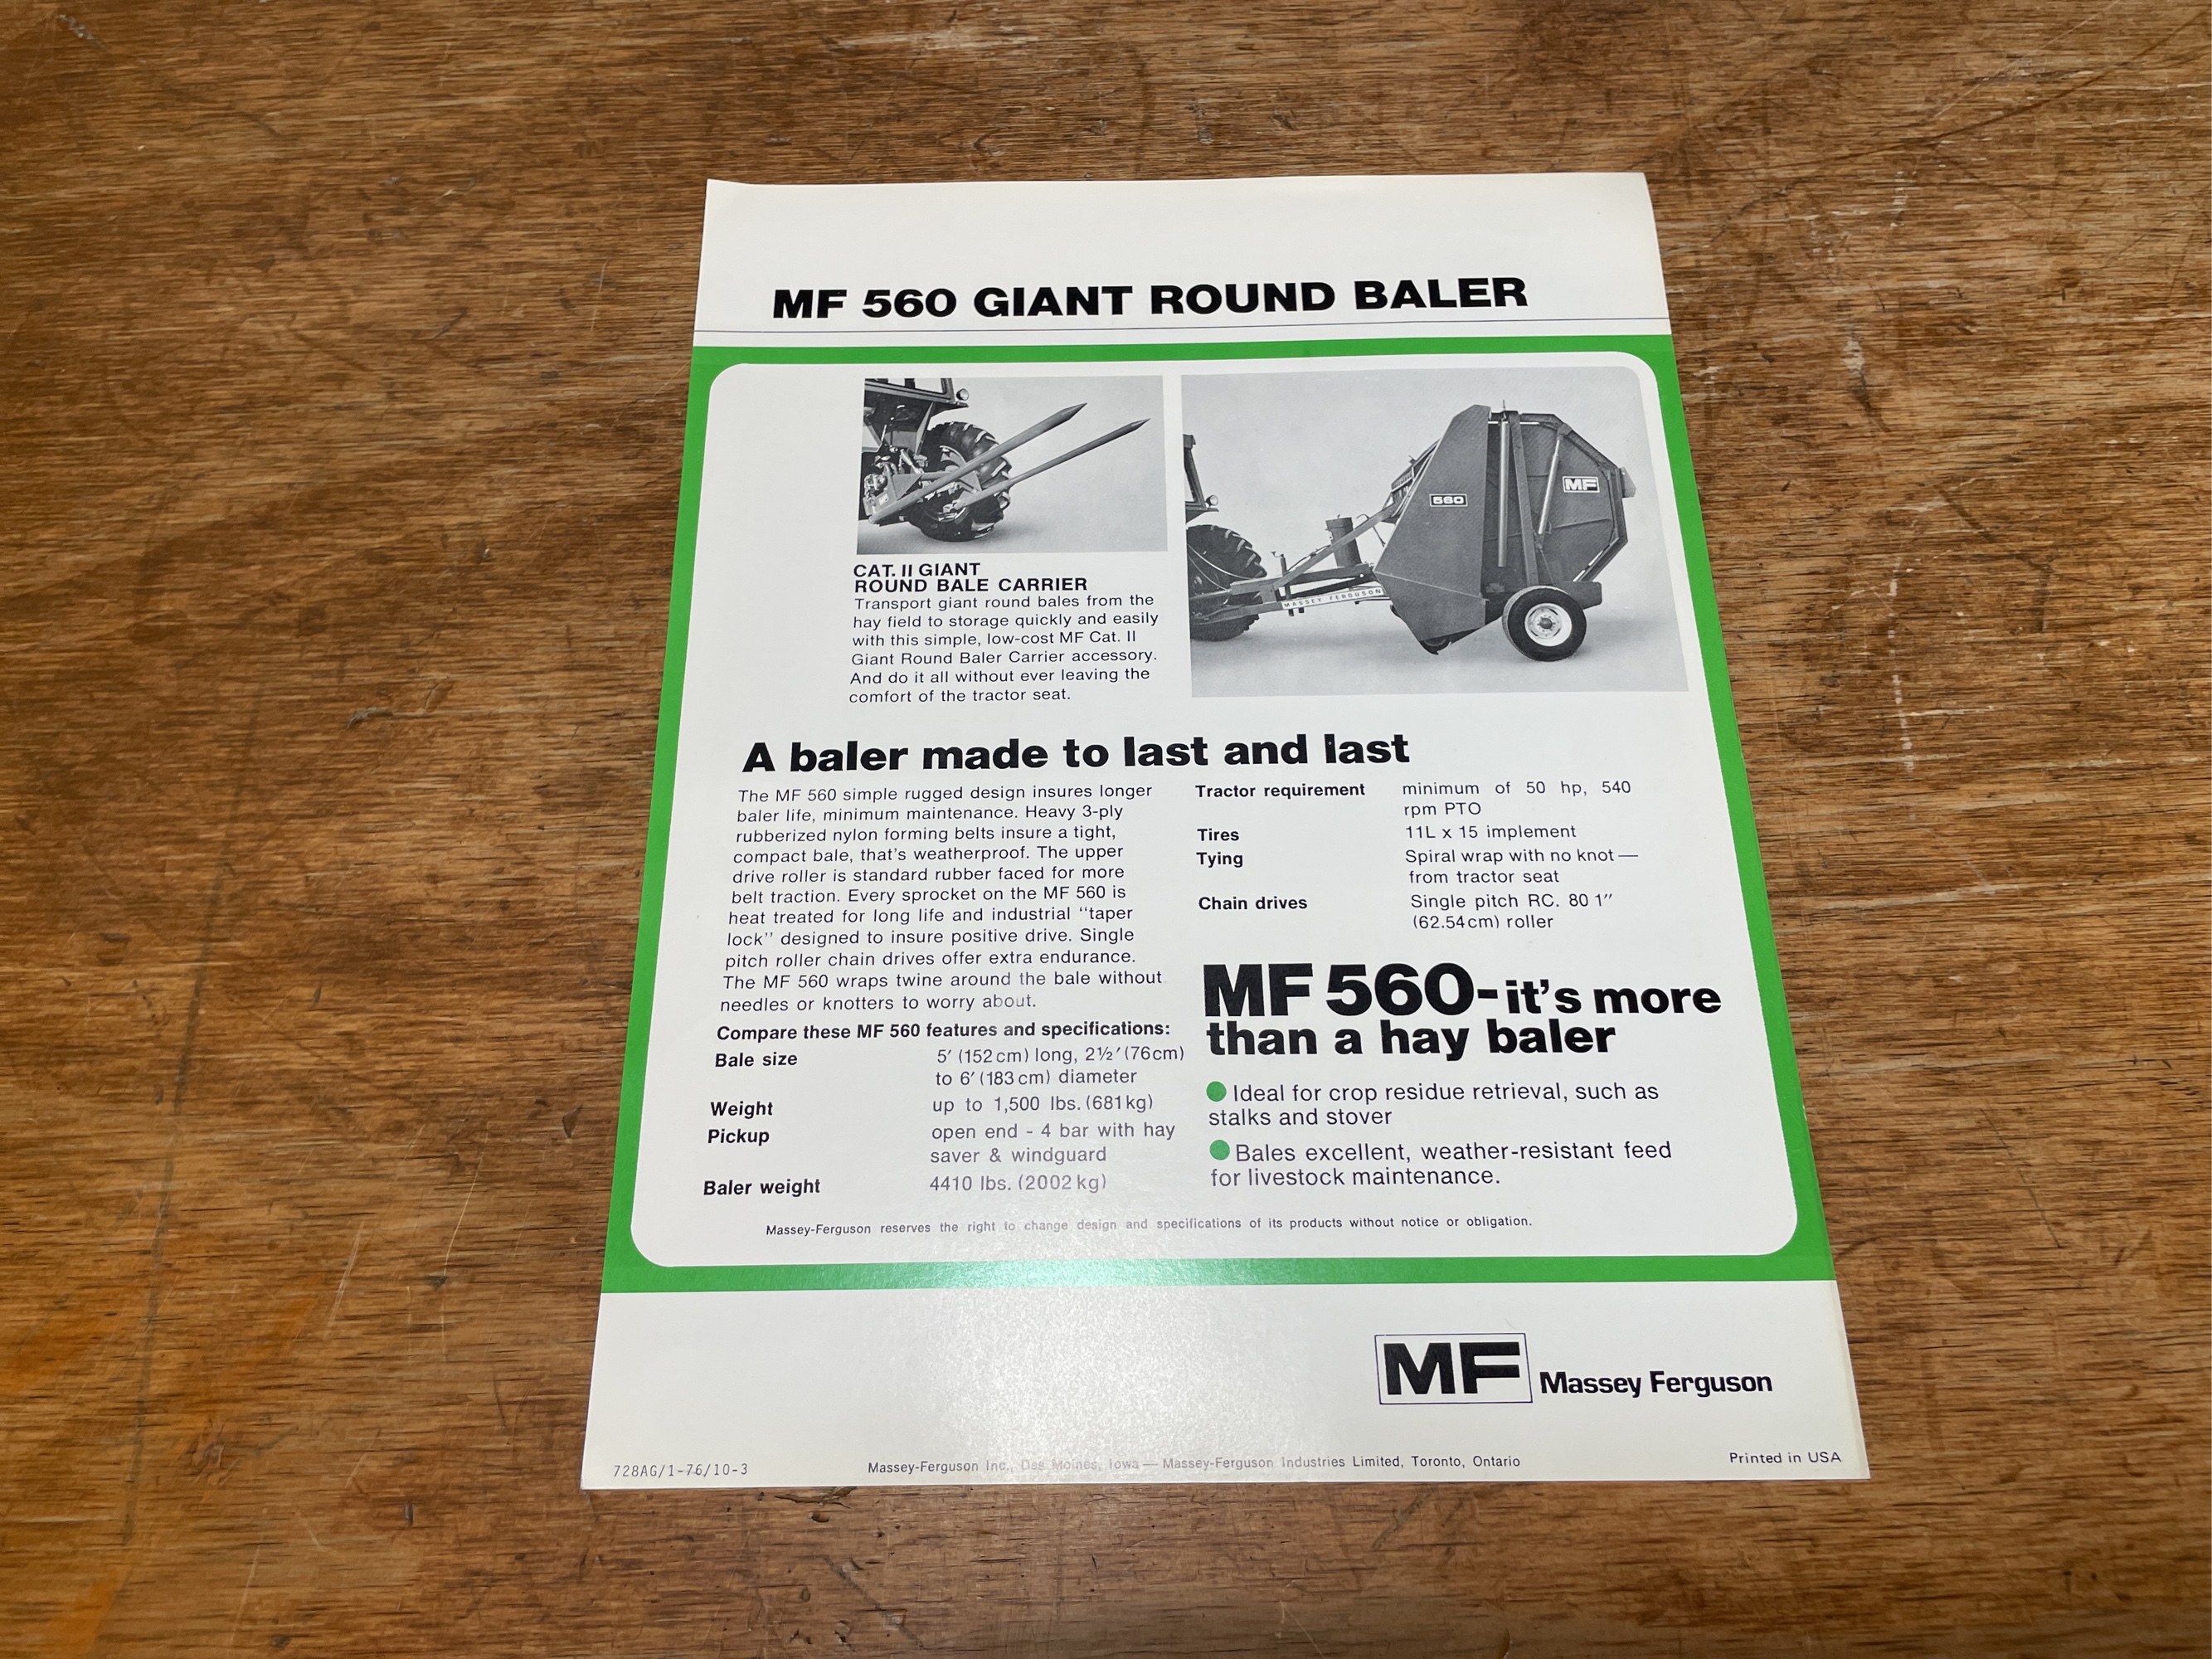 MF 560 GIANT ROUND BALER
560
MF
MASSEY FERGUSON
CAT. II GIANT
ROUND BALE CARRIER
Transport giant round bales from the
hay field to storage quickly and easily
with this simple, low-cost MF Cat. II
Giant Round Baler Carrier accessory.
And do it all without ever leaving the
comfort of the tractor seat.
A baler made to last and last
The MF 560 simple rugged design insures longer
baler life, minimum maintenance. Heavy 3-ply
rubberized nylon forming belts insure a tight,
compact bale, that's weatherproof. The upper
drive roller is standard rubber faced for more
belt traction. Every sprocket on the MF 560 is
heat treated for long life and industrial "taper
lock" designed to insure positive drive. Single
pitch roller chain drives offer extra endurance.
The MF 560 wraps twine around the bale without
needles or knotters to worry about.
Compare these MF 560 features and specifications:
Bale size 5' (152 cm) long, 2½' (76cm)
to 6' (183 cm) diameter
Weight up to 1,500 lbs. (681 kg)
Pickup open end - 4 bar with hay
saver & windguard
Baler weight 4410 lbs. (2002 kg)
Tractor requirement minimum of 50 hp, 540
rpm PTO
Tires 11L x 15 implement
Tying Spiral wrap with no knot —
from tractor seat
Chain drives Single pitch RC. 80 1"
(62.54cm) roller
MF 560-it's more
than a hay baler
● Ideal for crop residue retrieval, such as
stalks and stover
● Bales excellent, weather-resistant feed
for livestock maintenance.
Massey-Ferguson reserves the right to change design and specifications of its products without notice or obligation.
MF Massey Ferguson
728AG/1-76/10-3
Massey-Ferguson Inc., Des Moines, Iowa — Massey-Ferguson Industries Limited, Toronto, Ontario
Printed in USA